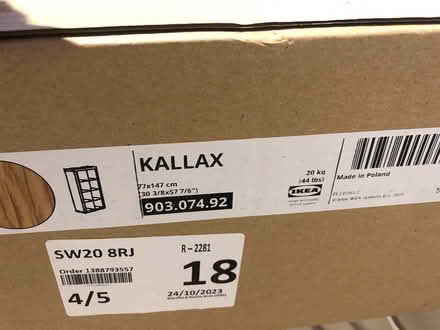 KALLAX
77x147 cm
(30 3/8x57 7/8")
903.074.92
20 kg
(44 lbs)
IKEA
Made in Poland
SW20 8RJ
Order 1388793557
4/5
R - 2281
18
24/10/2023